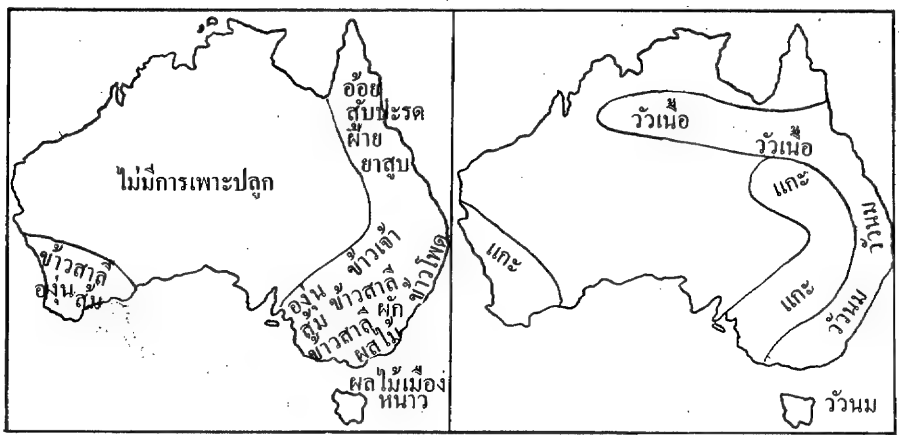 อ้อย
สับปะรด
ฝ้าย
ยาสูบ
ไม่มีการเพาะปลูก
ข้าวสาลี
องุ่น ส้ม
ข้าวเจ้า
องุ่น ข้าวสาลี ข้าวโพด
ส้ม ผัก
ข้าวสาลี ผลไม้
ผลไม้เมือง
หนาว
วัวเนื้อ
วัวเนื้อ
แกะ
วัวนม
แกะ
แกะ
วัวนม
วัวนม